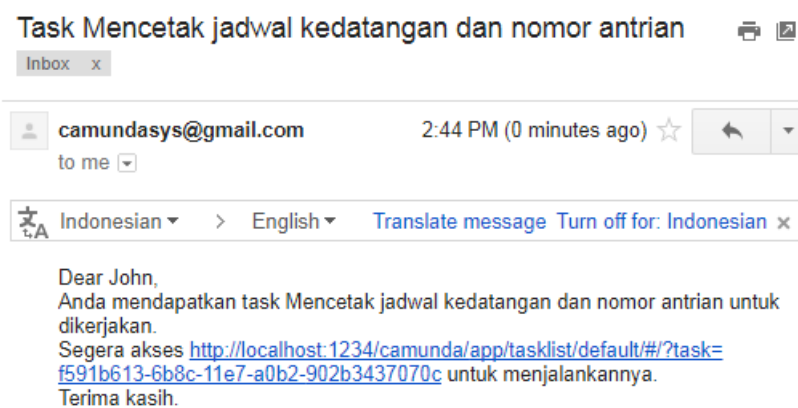 Task Mencetak jadwal kedatangan dan nomor antrian
Inbox x
camundasys@gmail.com 2:44 PM (0 minutes ago)
to me
Indonesian > English Translate message Turn off for: Indonesian x
Dear John,
Anda mendapatkan task Mencetak jadwal kedatangan dan nomor antrian untuk
dikerjakan.
Segera akses http://localhost:1234/camunda/app/tasklist/default/#/?task=
f591b613-6b8c-11e7-a0b2-902b3437070c untuk menjalankannya.
Terima kasih.